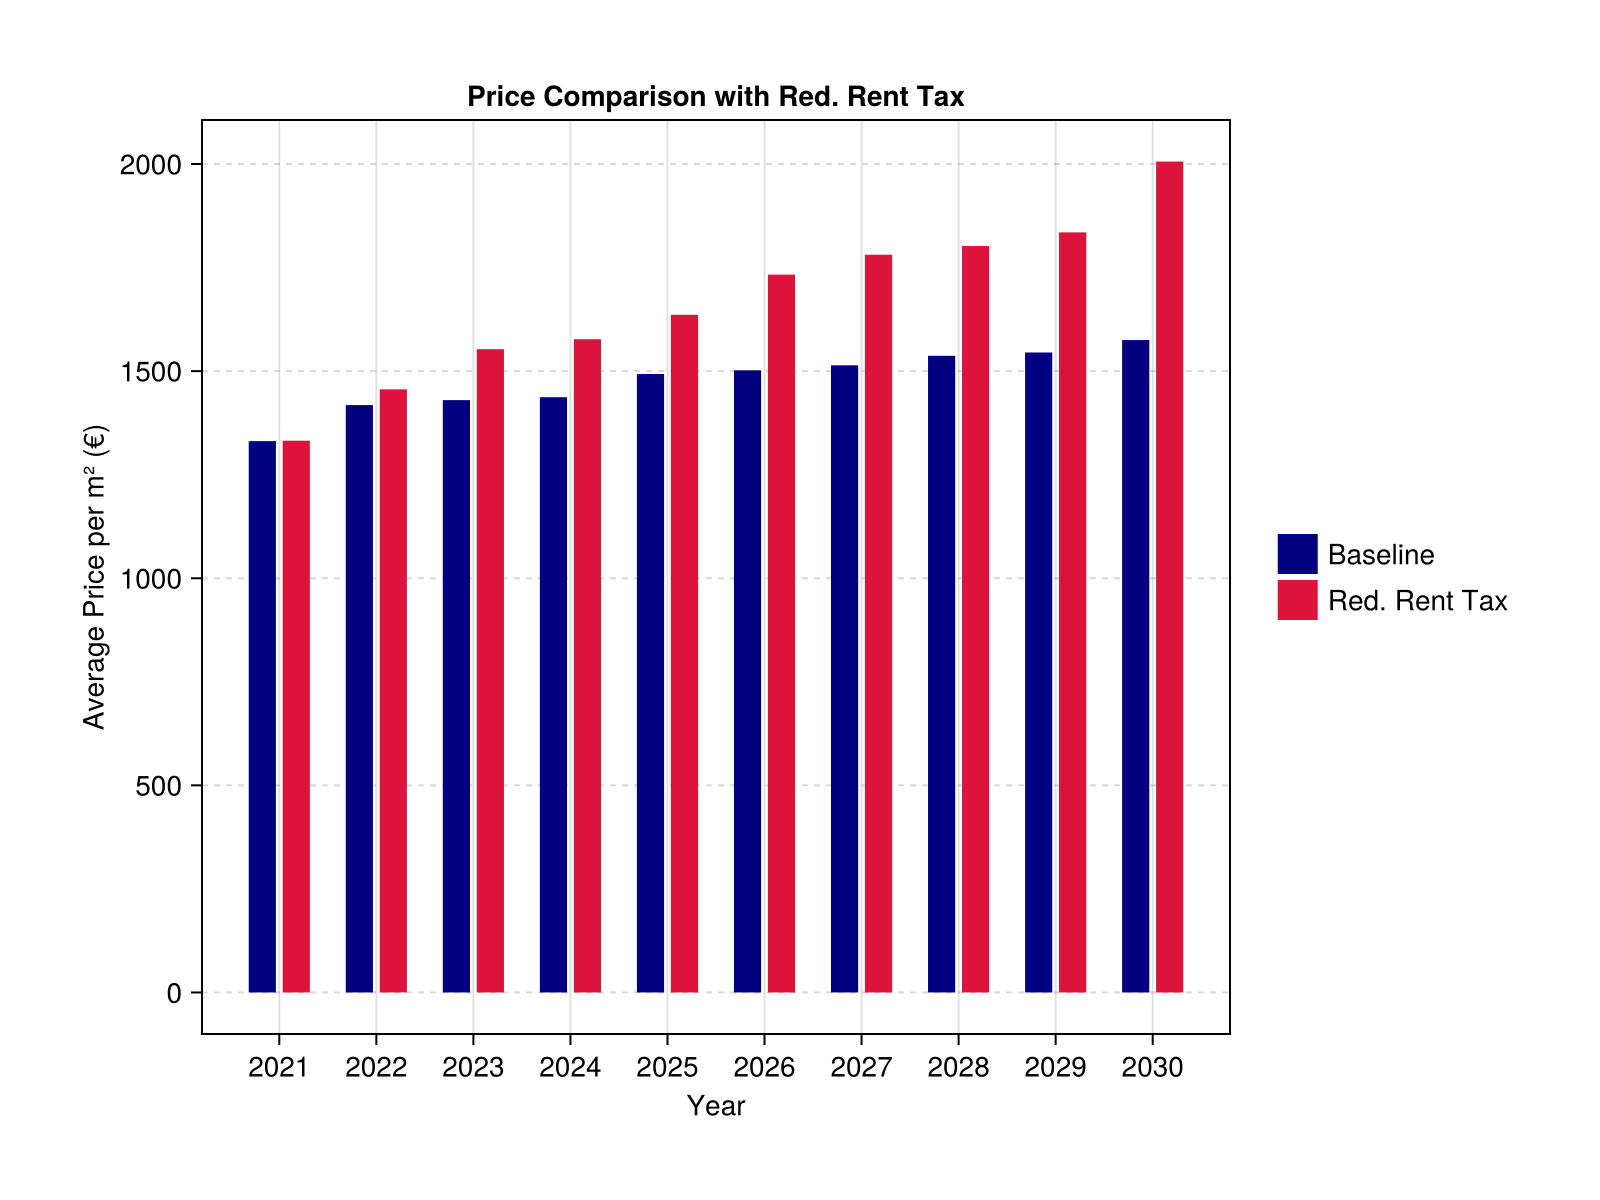 Price Comparison with Red. Rent Tax
2000
1500
1000
500
0
Average Price per m² (€)
2021 2022 2023 2024 2025 2026 2027 2028 2029 2030
Year
Baseline
Red. Rent Tax